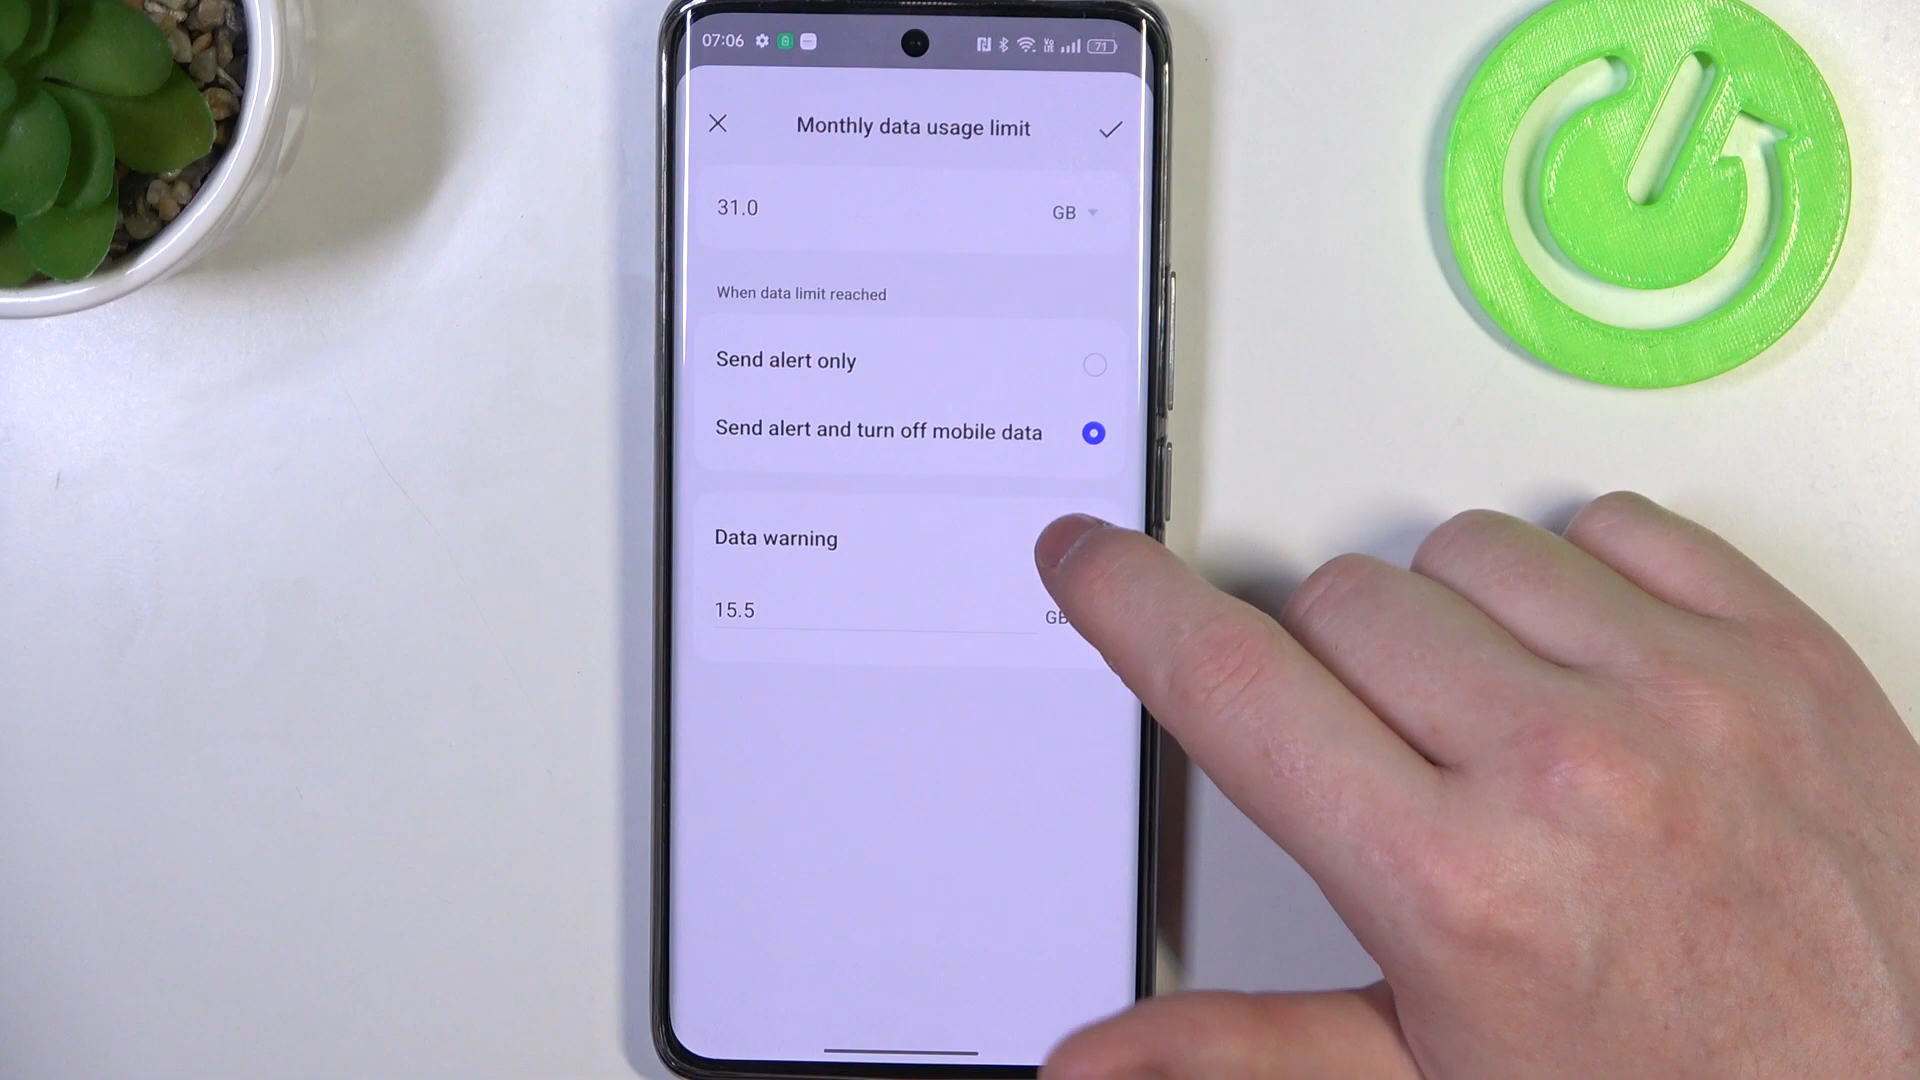 07:06 71
Monthly data usage limit
31.0 GB
When data limit reached
Send alert only
Send alert and turn off mobile data
Data warning
15.5 GB